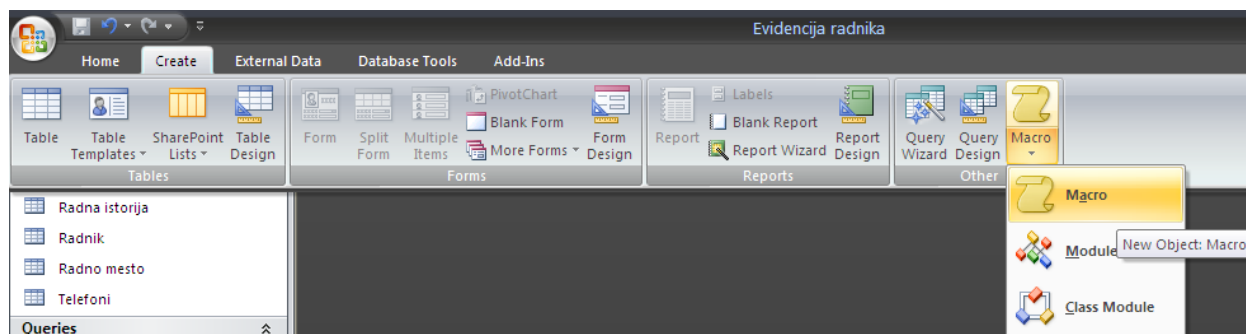 Evidencija radnika
Home Create External Data Database Tools Add-Ins
Table
Table Templates
SharePoint Lists
Table Design
Tables
Form
Split Form
Multiple Items
PivotChart
Blank Form
More Forms
Form Design
Forms
Report
Labels
Blank Report
Report Wizard
Report Design
Reports
Query Wizard
Query Design
Macro
Other
Radna istorija
Radnik
Radno mesto
Telefoni
Queries
Macro
Module
New Object: Macro
Class Module